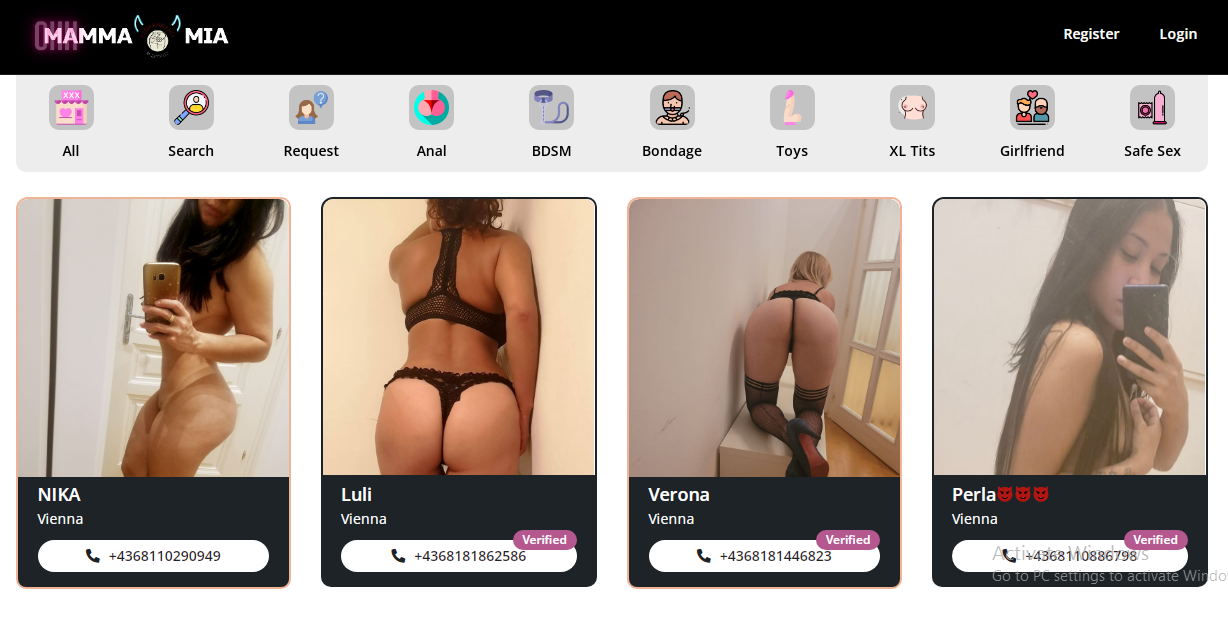 OHH MAMMA MIA
Register Login
XXX
All Search Request Anal BDSM Bondage Toys XL Tits Girlfriend Safe Sex
NIKA Luli Verona Perla😈😈😈
Vienna Vienna Vienna Vienna
Verified Verified Verified
+4368110290949 +4368181862586 +4368181446823 +4368110886798
Activate Windows
Go to PC settings to activate Windo